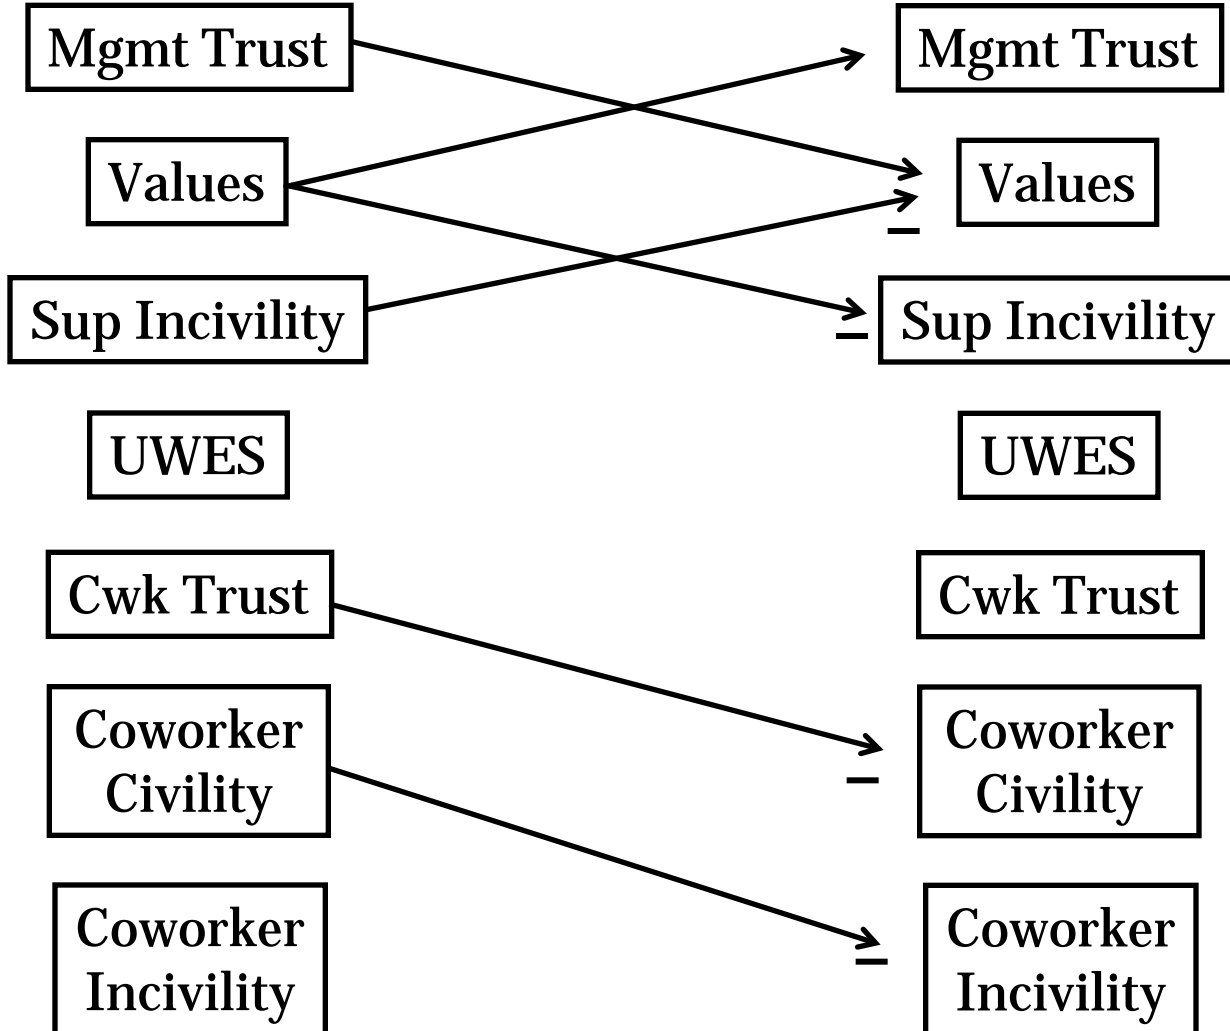 Mgmt Trust
Mgmt Trust
Values
Values
–
Sup Incivility
Sup Incivility
–
UWES
UWES
Cwk Trust
Cwk Trust
Coworker
Civility
Coworker
Civility
–
Coworker
Incivility
Coworker
Incivility
–